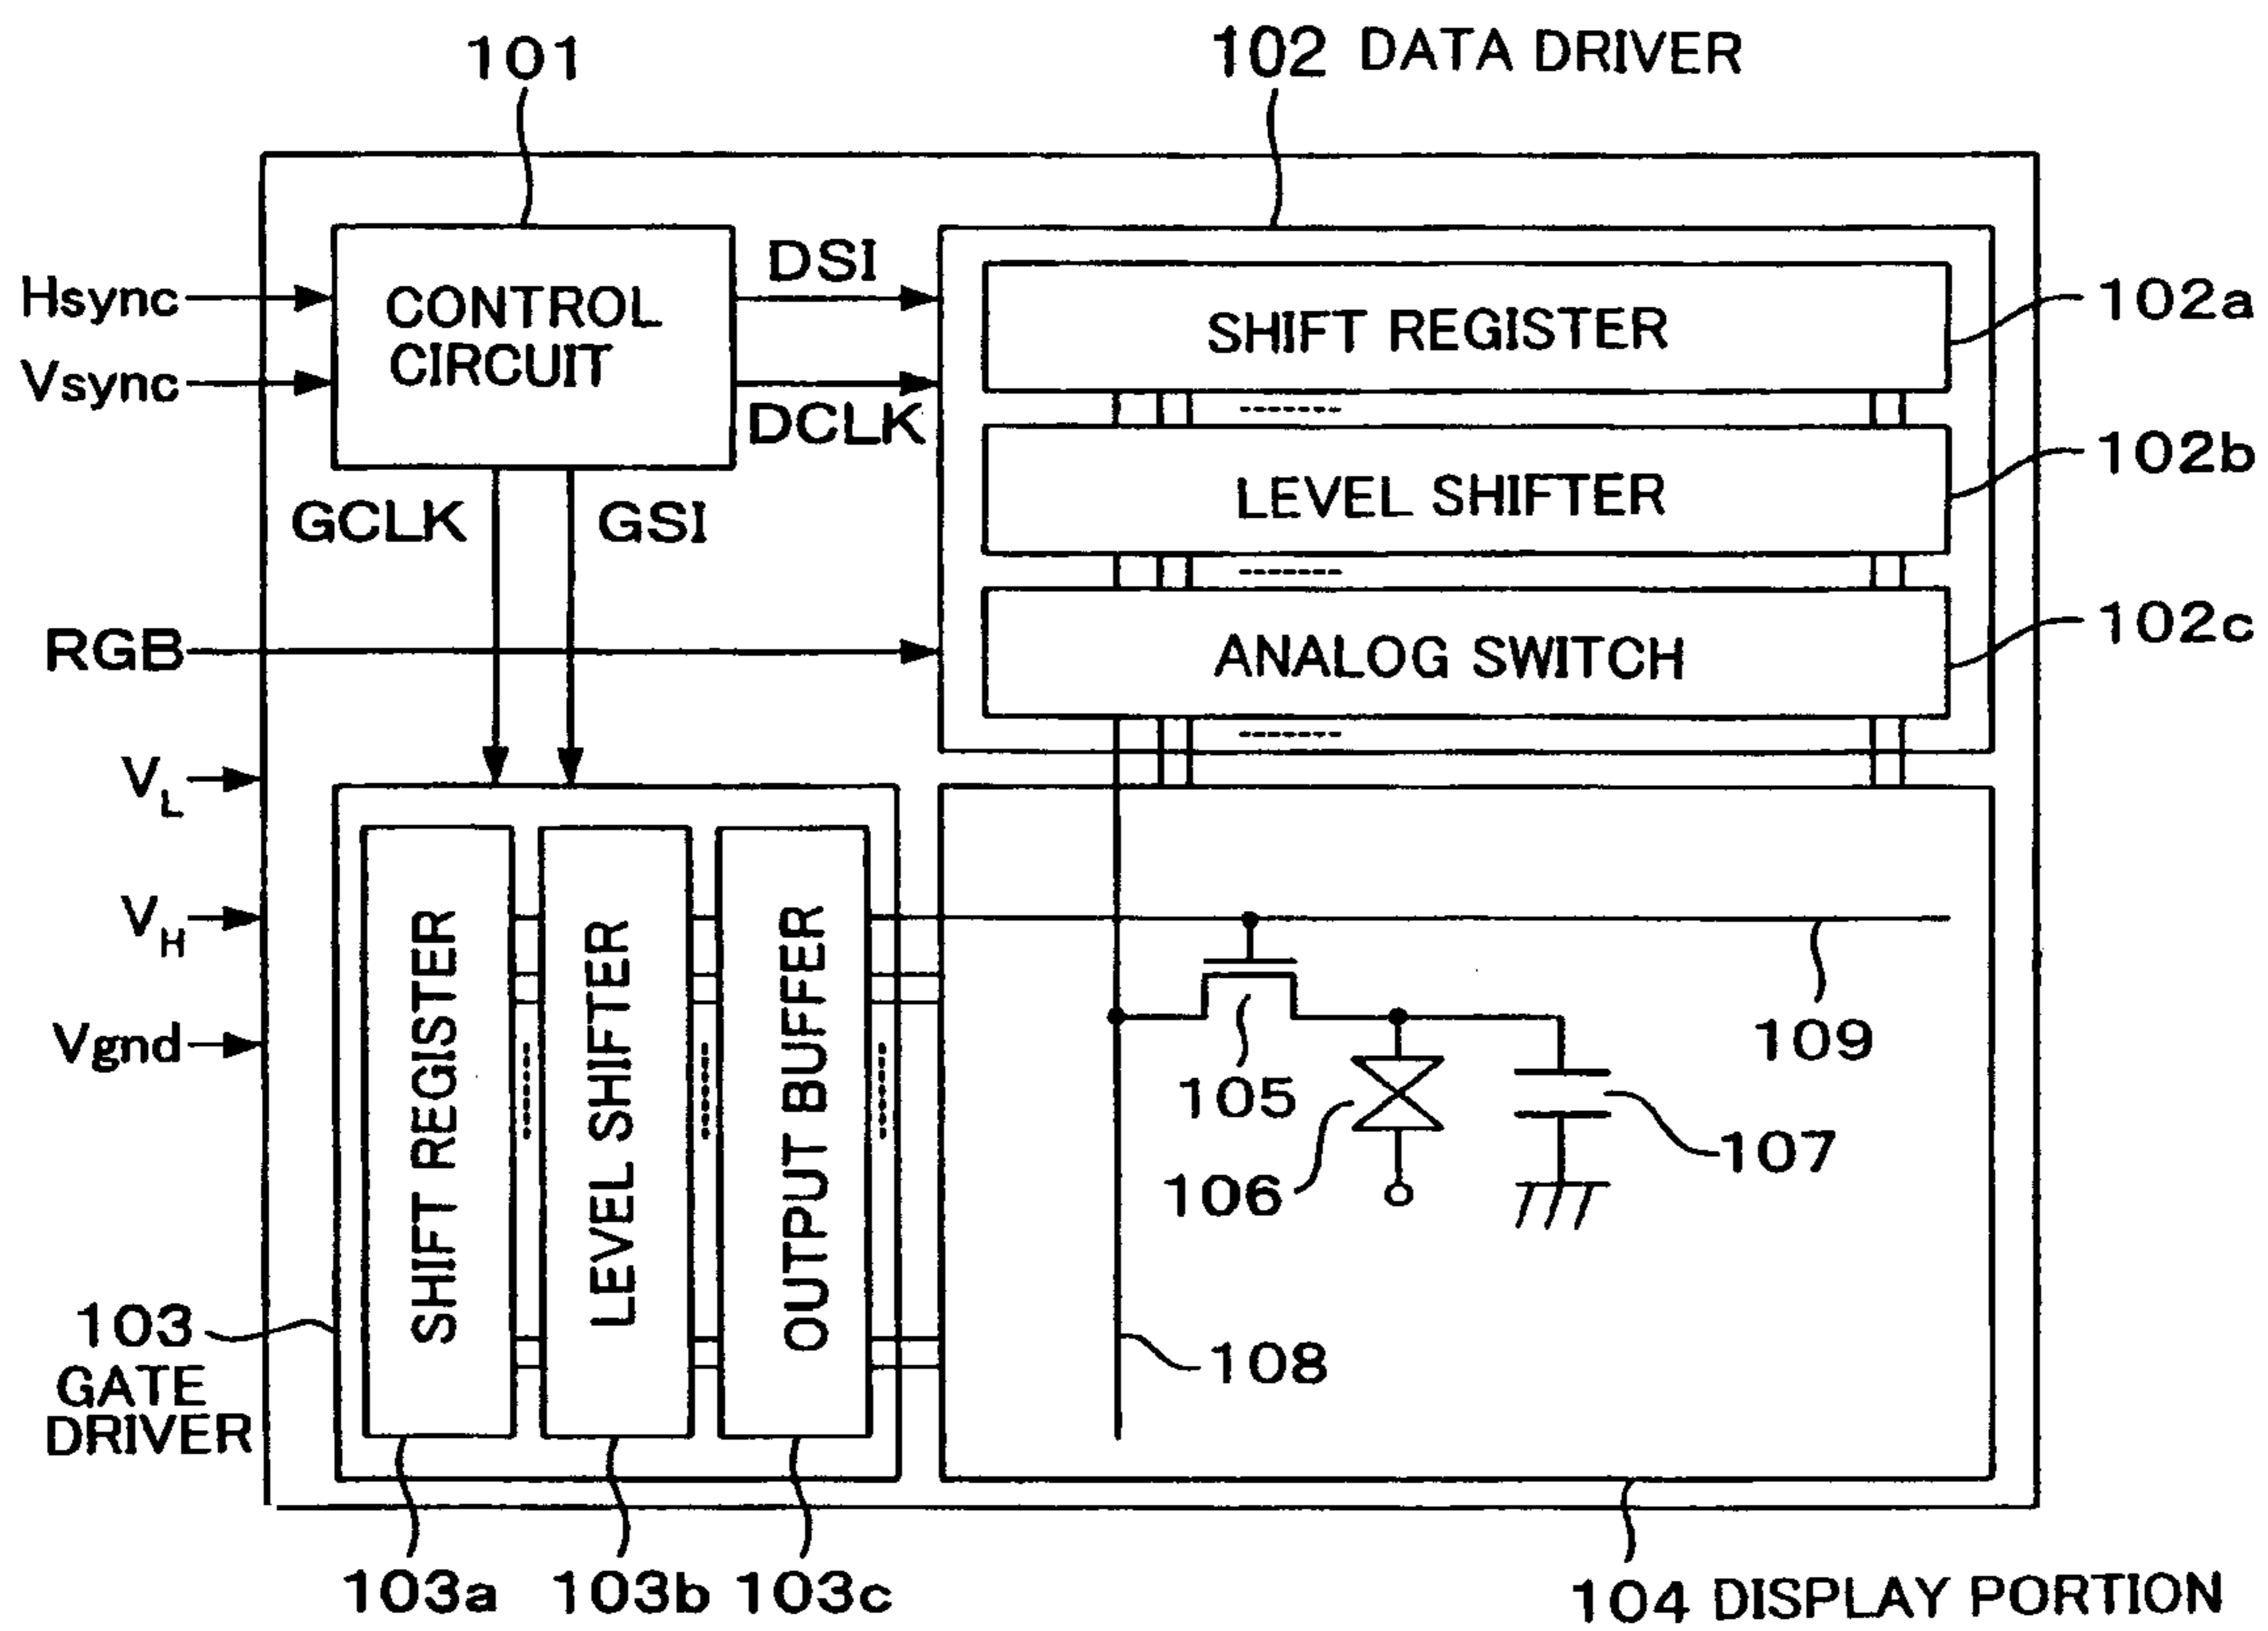 101
102 DATA DRIVER
Hsync
Vsync
CONTROL
CIRCUIT
DSI
DCLK
SHIFT REGISTER
102a
LEVEL SHIFTER
102b
GCLK
GSI
RGB
ANALOG SWITCH
102c
VL
VH
Vgnd
SHIFT REGISTER
LEVEL SHIFTER
OUTPUT BUFFER
109
105
106
107
108
103
GATE
DRIVER
103a
103b
103c
104 DISPLAY PORTION